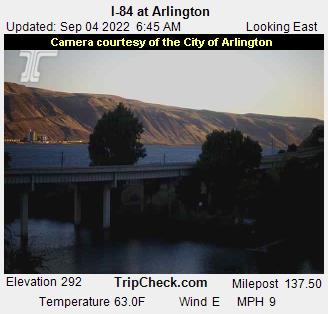 I-84 at Arlington
Updated: Sep 04 2022 6:45 AM Looking East
Camera courtesy of the City of Arlington
Elevation 292 TripCheck.com Milepost 137.50
Temperature 63.0F Wind E MPH 9